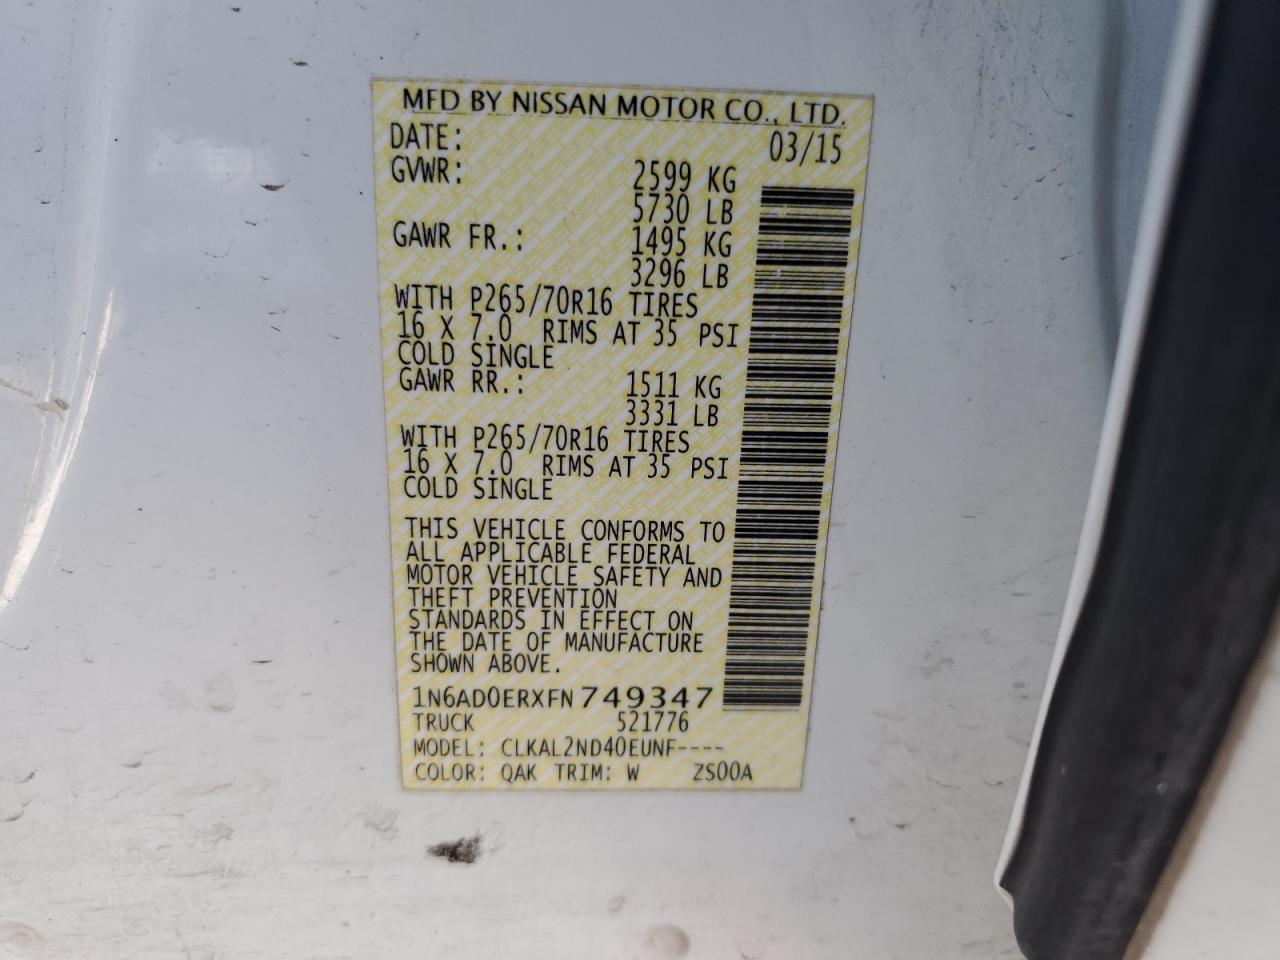 MFD BY NISSAN MOTOR CO., LTD.
DATE: 03/15
GVWR: 2599 KG
5730 LB
GAWR FR.: 1495 KG
3296 LB
WITH P265/70R16 TIRES
16 X 7.0 RIMS AT 35 PSI
COLD SINGLE
GAWR RR.: 1511 KG
3331 LB
WITH P265/70R16 TIRES
16 X 7.0 RIMS AT 35 PSI
COLD SINGLE
THIS VEHICLE CONFORMS TO
ALL APPLICABLE FEDERAL
MOTOR VEHICLE SAFETY AND
THEFT PREVENTION
STANDARDS IN EFFECT ON
THE DATE OF MANUFACTURE
SHOWN ABOVE.
1N6AD0ERXFN749347
TRUCK 521776
MODEL: CLKAL2ND40EUNF----
COLOR: QAK TRIM: W ZS00A